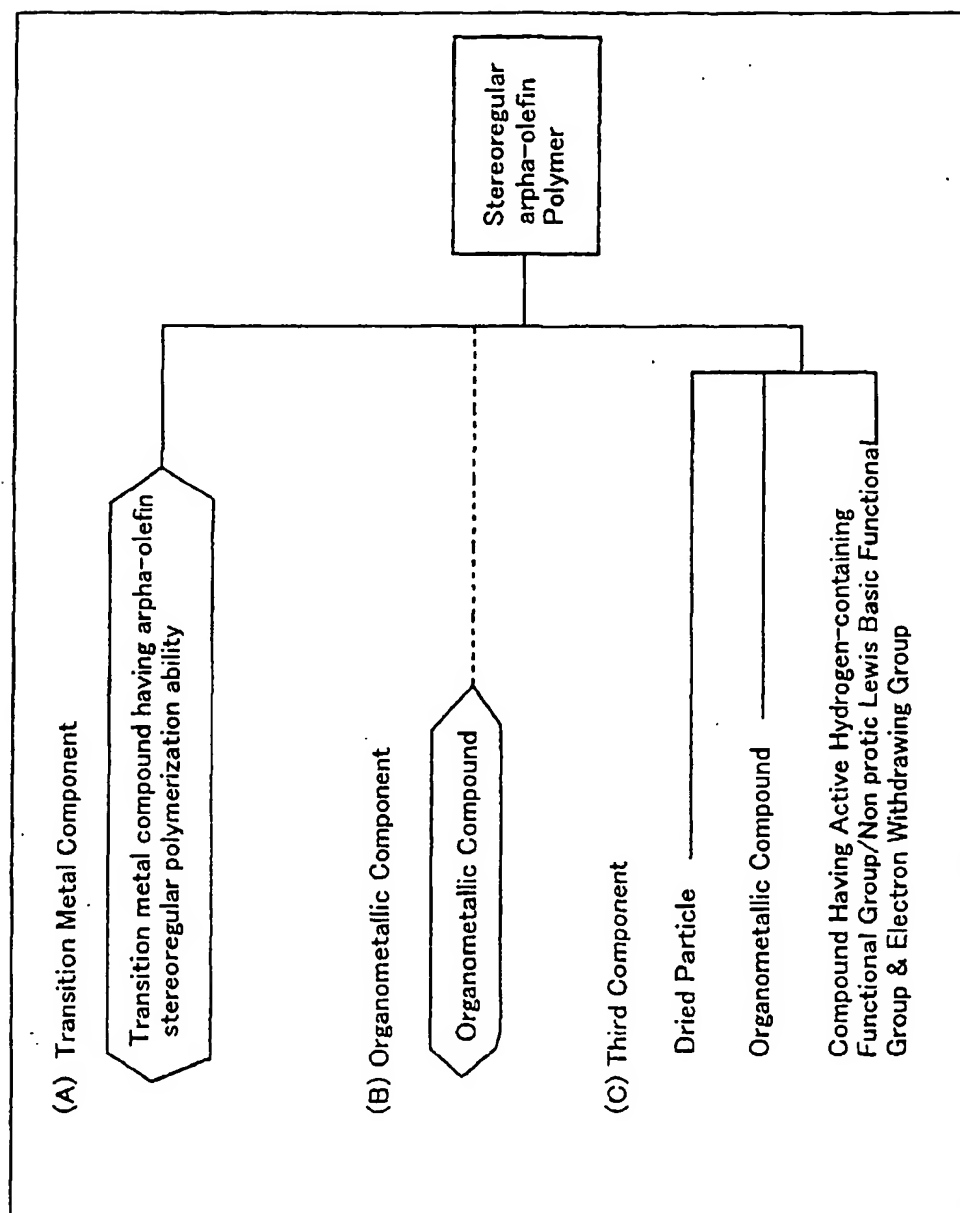 (A) Transition Metal Component
Transition metal compound having arpha-olefin
stereoregular polymerization ability
(B) Organometallic Component
Organometallic Compound
(C) Third Component
Dried Particle
Organometallic Compound
Compound Having Active Hydrogen-containing
Functional Group/Non protic Lewis Basic Functional
Group & Electron Withdrawing Group
Stereoregular
arpha-olefin
Polymer